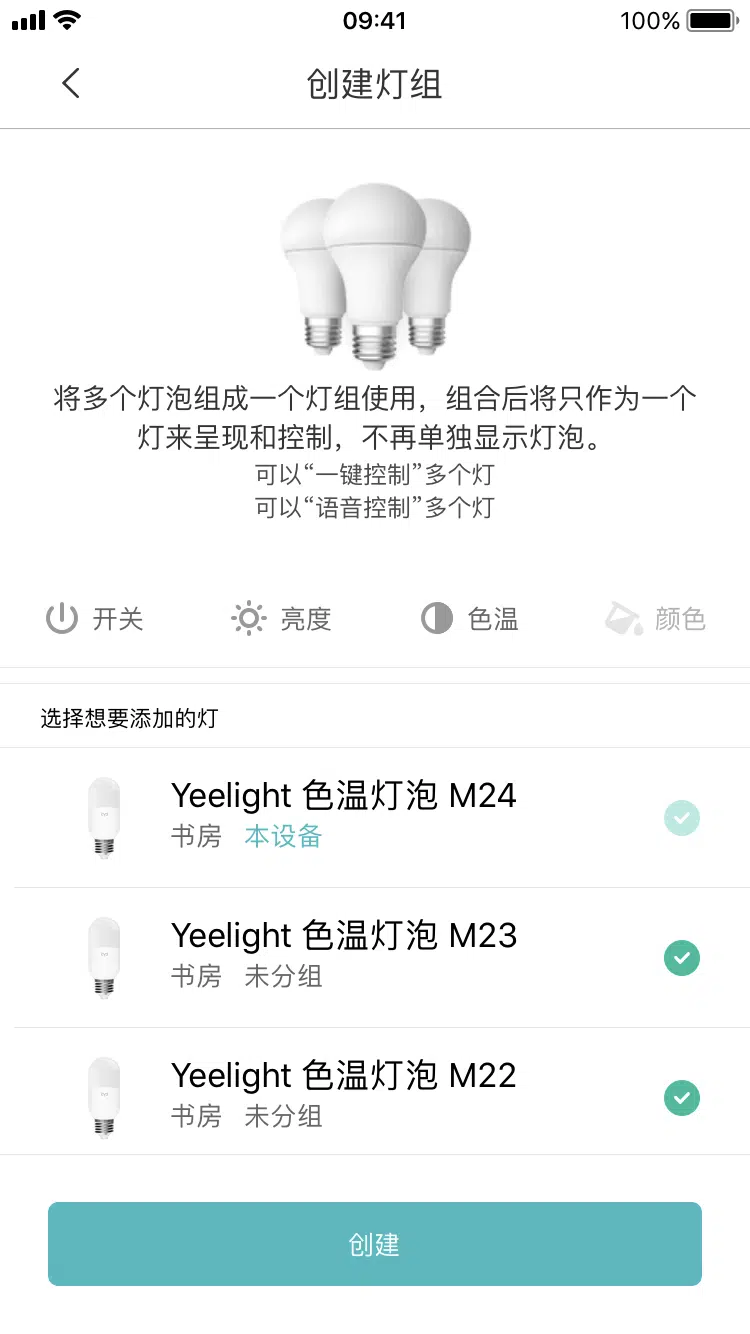 09:41
100%
创建灯组
将多个灯泡组成一个灯组使用，组合后将只作为一个
灯来呈现和控制，不再单独显示灯泡。
可以“一键控制”多个灯
可以“语音控制”多个灯
开关 亮度 色温 颜色
选择想要添加的灯
Yeelight 色温灯泡 M24
书房 本设备
Yeelight 色温灯泡 M23
书房 未分组
Yeelight 色温灯泡 M22
书房 未分组
创建